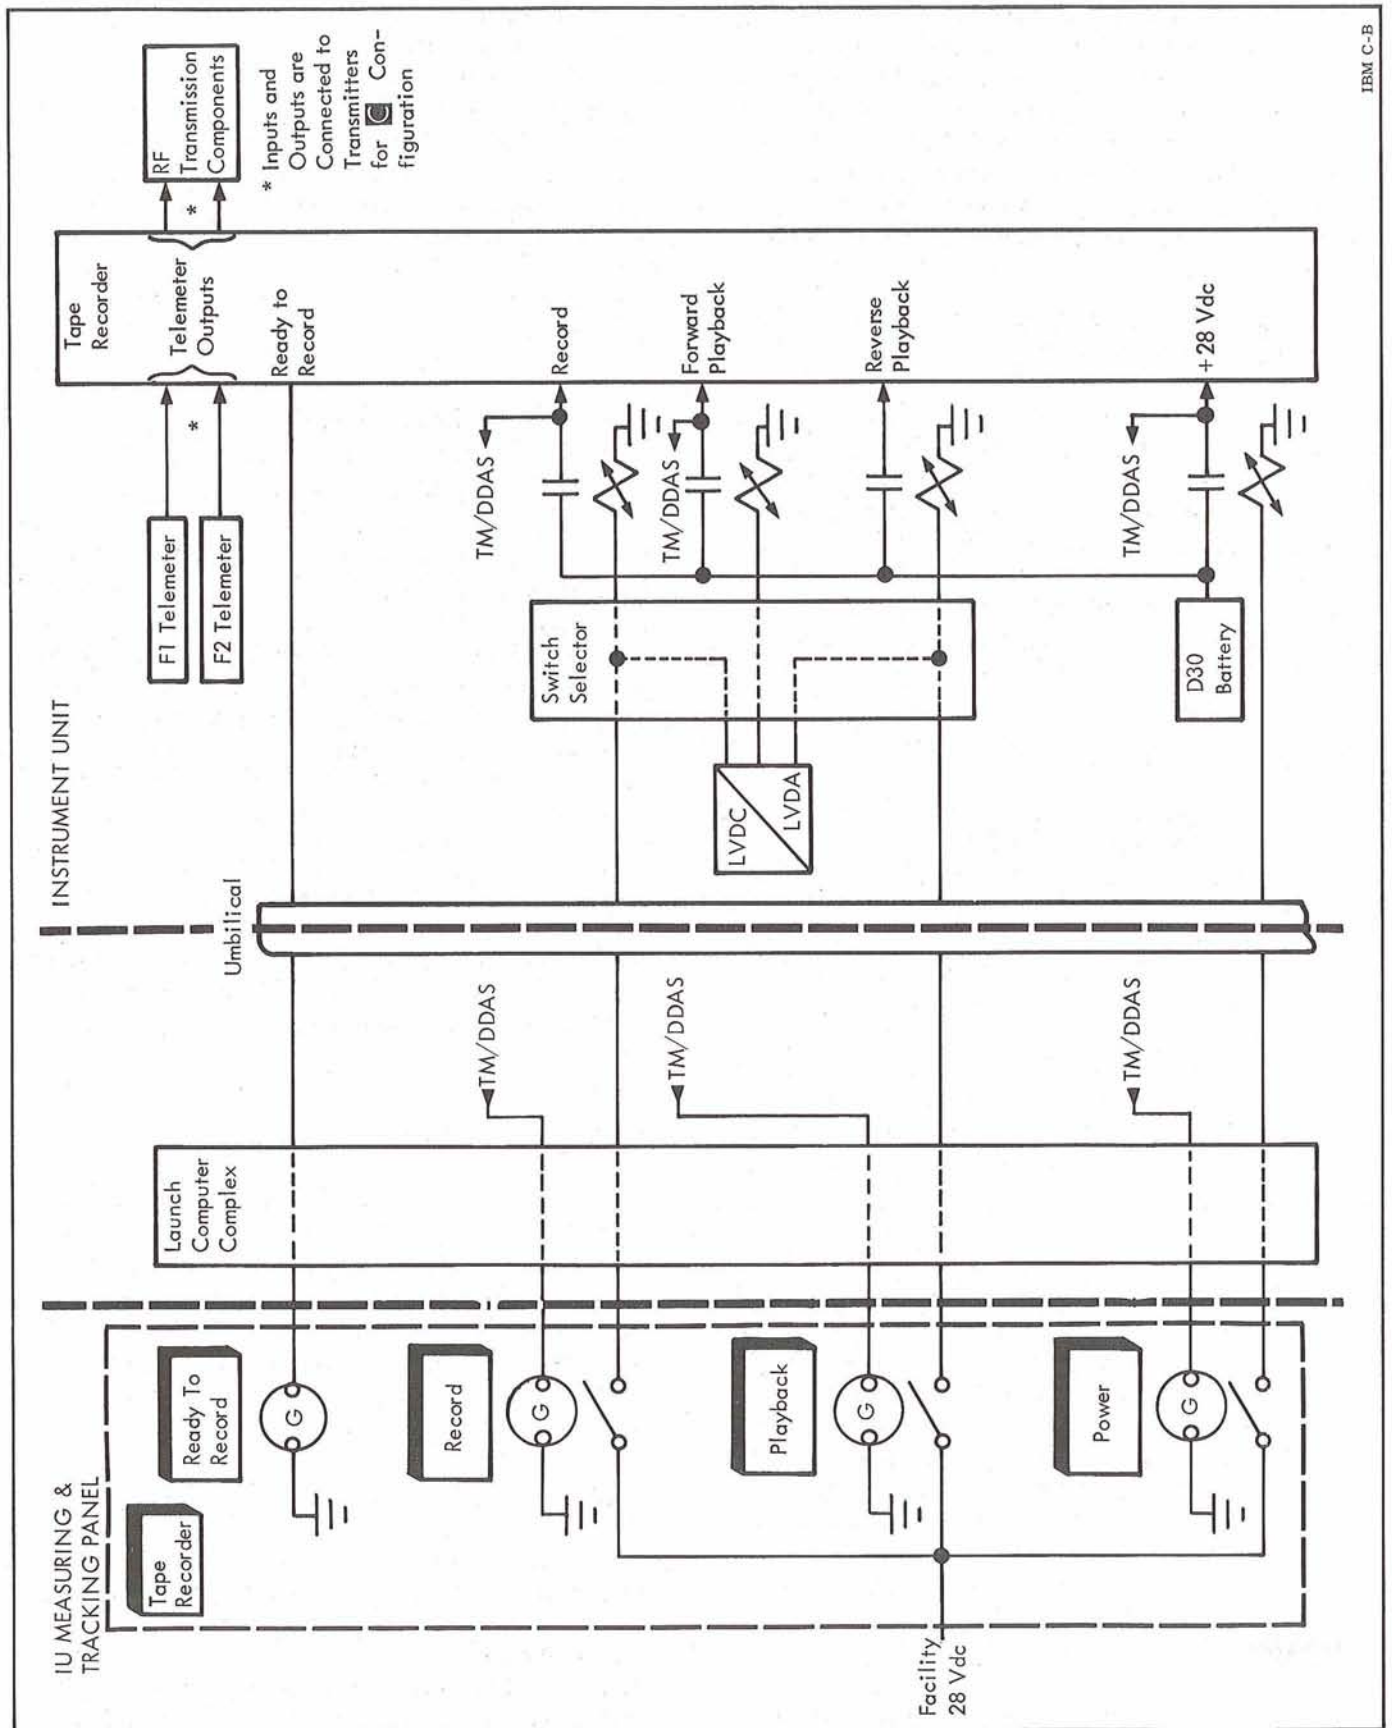 IU MEASURING &
TRACKING PANEL
INSTRUMENT UNIT
Tape
Recorder
Ready To
Record
G
Record
G
Playback
G
Power
G
Facility
28 Vdc
Launch
Computer
Complex
TM/DDAS
TM/DDAS
TM/DDAS
Umbilical
LVDC
LVDA
Switch
Selector
D30
Battery
F1 Telemeter
F2 Telemeter
*
TM/DDAS
TM/DDAS
TM/DDAS
Tape
Recorder
Telemeter
Outputs
Ready to
Record
Record
Forward
Playback
Reverse
Playback
+28 Vdc
*
RF
Transmission
Components
* Inputs and
Outputs are
Connected to
Transmitters
for C Con-
figuration
IBM C-B